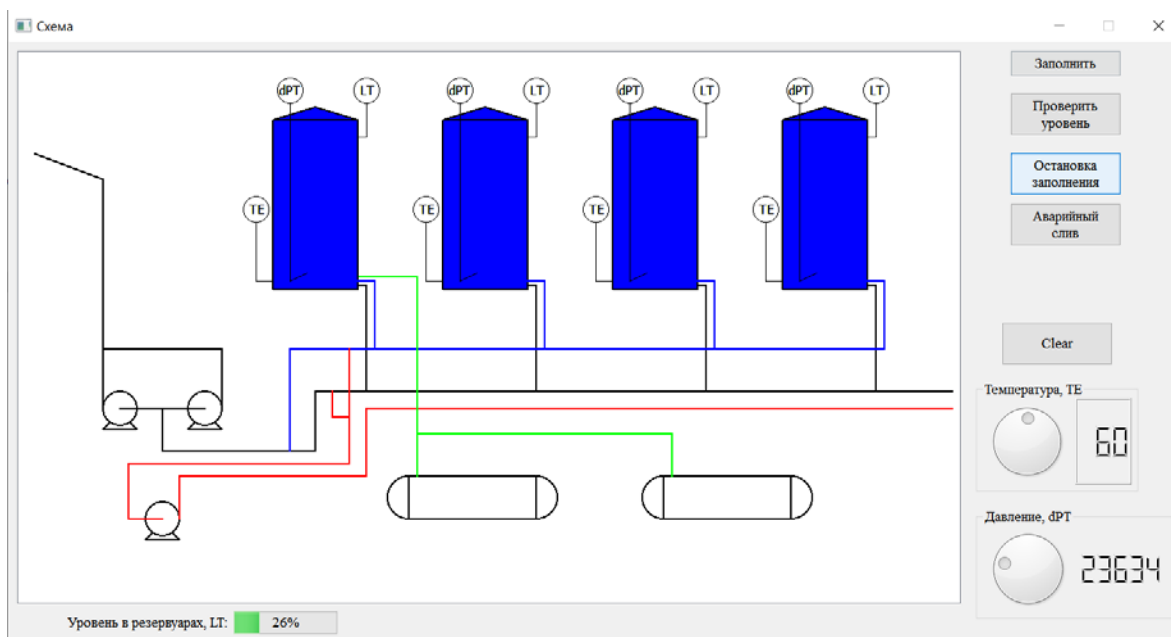 Схема
dPT LT dPT LT dPT LT dPT LT
TE TE TE TE
Заполнить
Проверить
уровень
Остановка
заполнения
Аварийный
слив
Clear
Температура, TE
60
Давление, dPT
23634
Уровень в резервуарах, LT: 26%